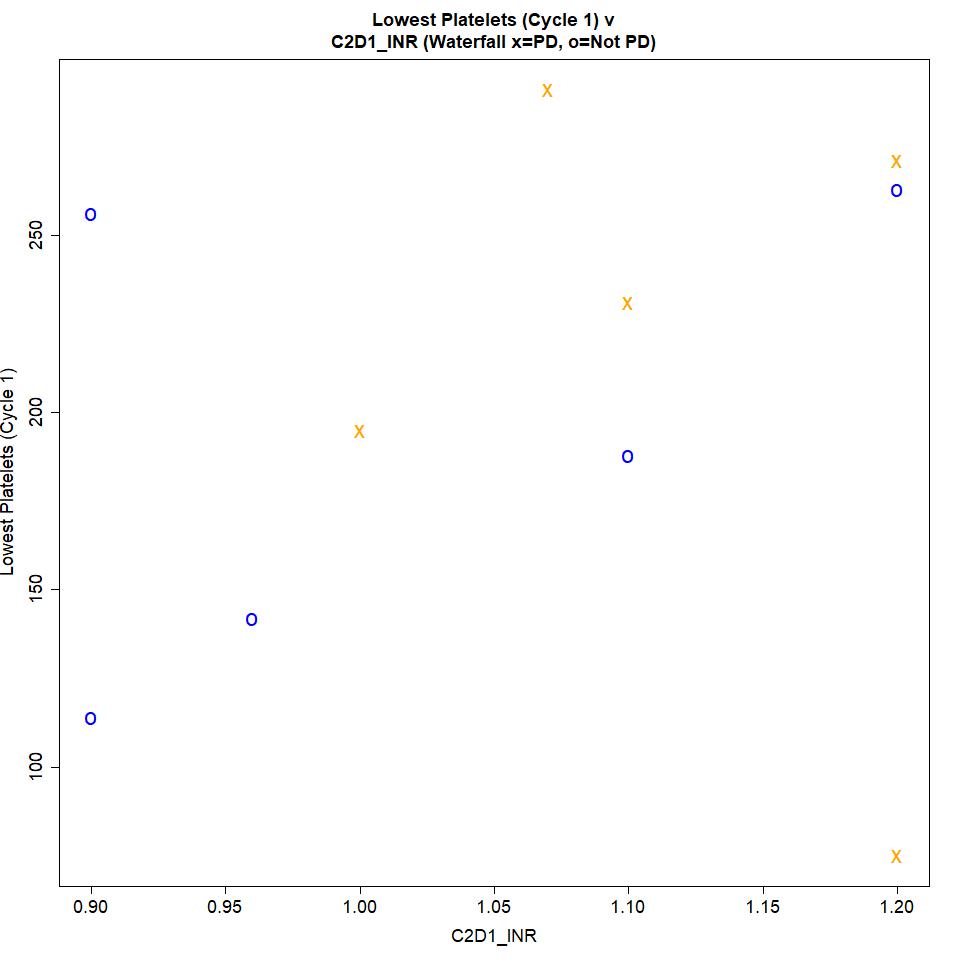 Lowest Platelets (Cycle 1) v
C2D1_INR (Waterfall x=PD, o=Not PD)
Lowest Platelets (Cycle 1)
250
200
150
100
x
x
o
o
x
x
o
o
o
x
0.90 0.95 1.00 1.05 1.10 1.15 1.20
C2D1_INR